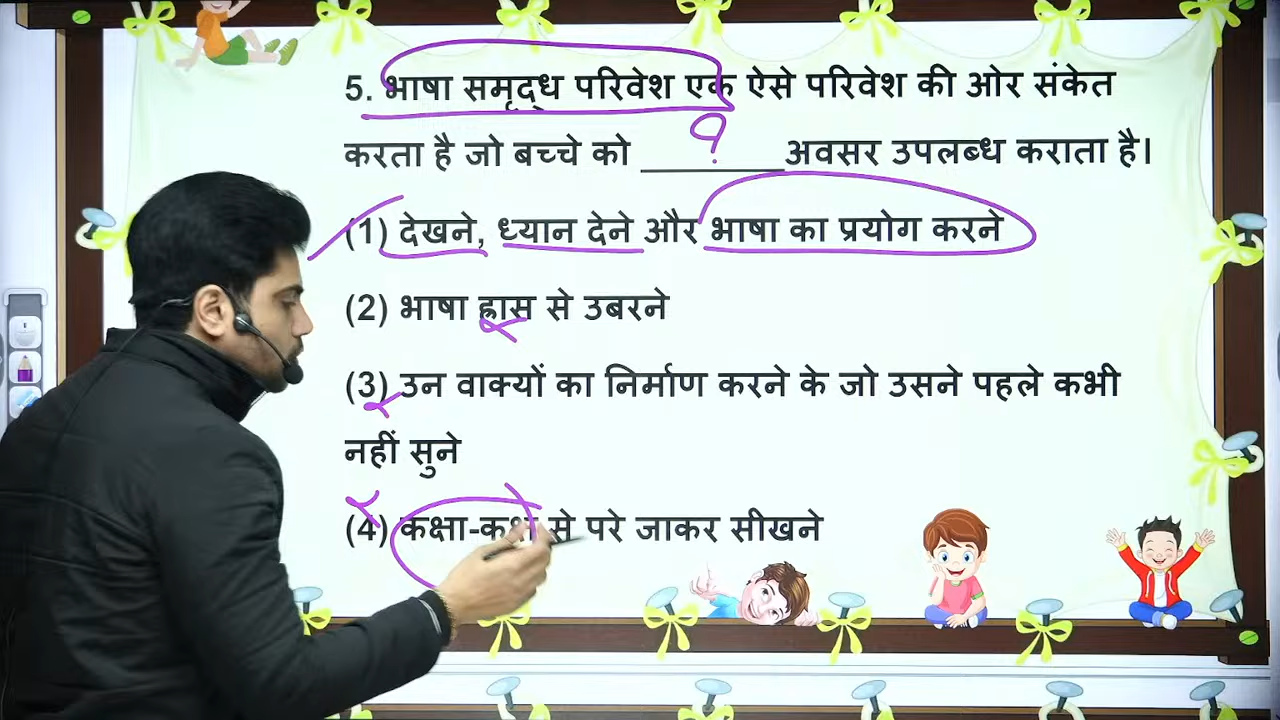 5. भाषा समृद्ध परिवेश एक ऐसे परिवेश की ओर संकेत
करता है जो बच्चे को ________ अवसर उपलब्ध कराता है।
?
(1) देखने, ध्यान देने और भाषा का प्रयोग करने
(2) भाषा ह्रास से उबरने
(3) उन वाक्यों का निर्माण करने के जो उसने पहले कभी
नहीं सुने
(4) कक्षा-कक्ष से परे जाकर सीखने